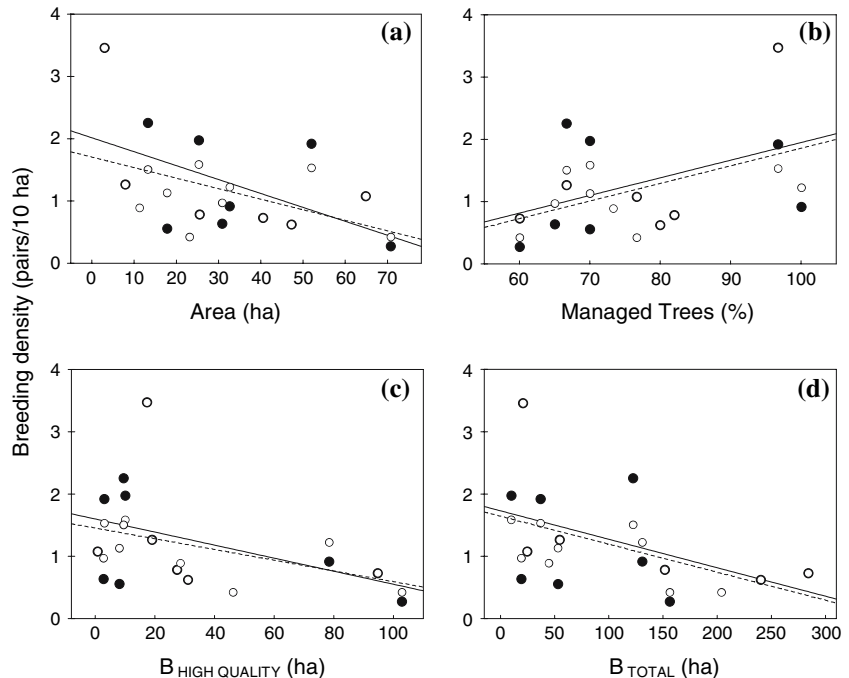 Breeding density (pairs/10 ha)
(a)
4
3
2
1
0
0 10 20 30 40 50 60 70
Area (ha)
(b)
4
3
2
1
0
60 70 80 90 100
Managed Trees (%)
(c)
4
3
2
1
0
0 20 40 60 80 100
B HIGH QUALITY (ha)
(d)
4
3
2
1
0
0 50 100 150 200 250 300
B TOTAL (ha)